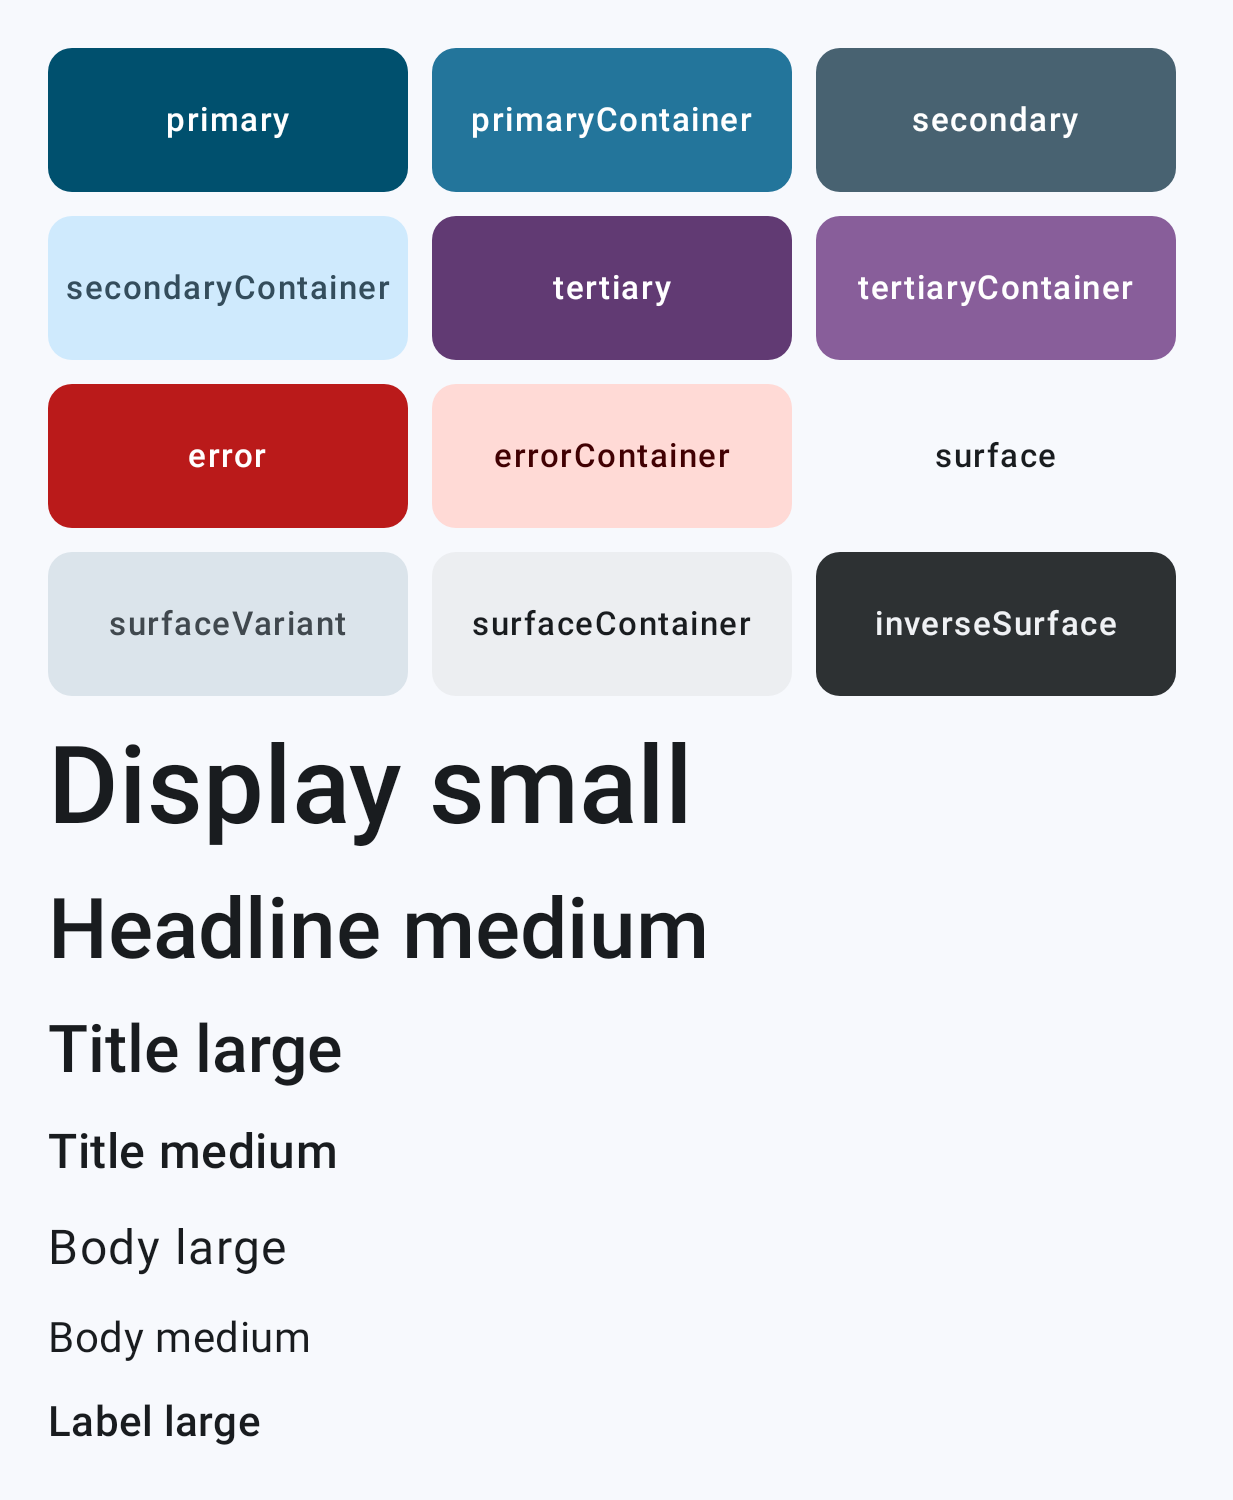 primary
primaryContainer
secondary
secondaryContainer
tertiary
tertiaryContainer
error
errorContainer
surface
surfaceVariant
surfaceContainer
inverseSurface
Display small
Headline medium
Title large
Title medium
Body large
Body medium
Label large